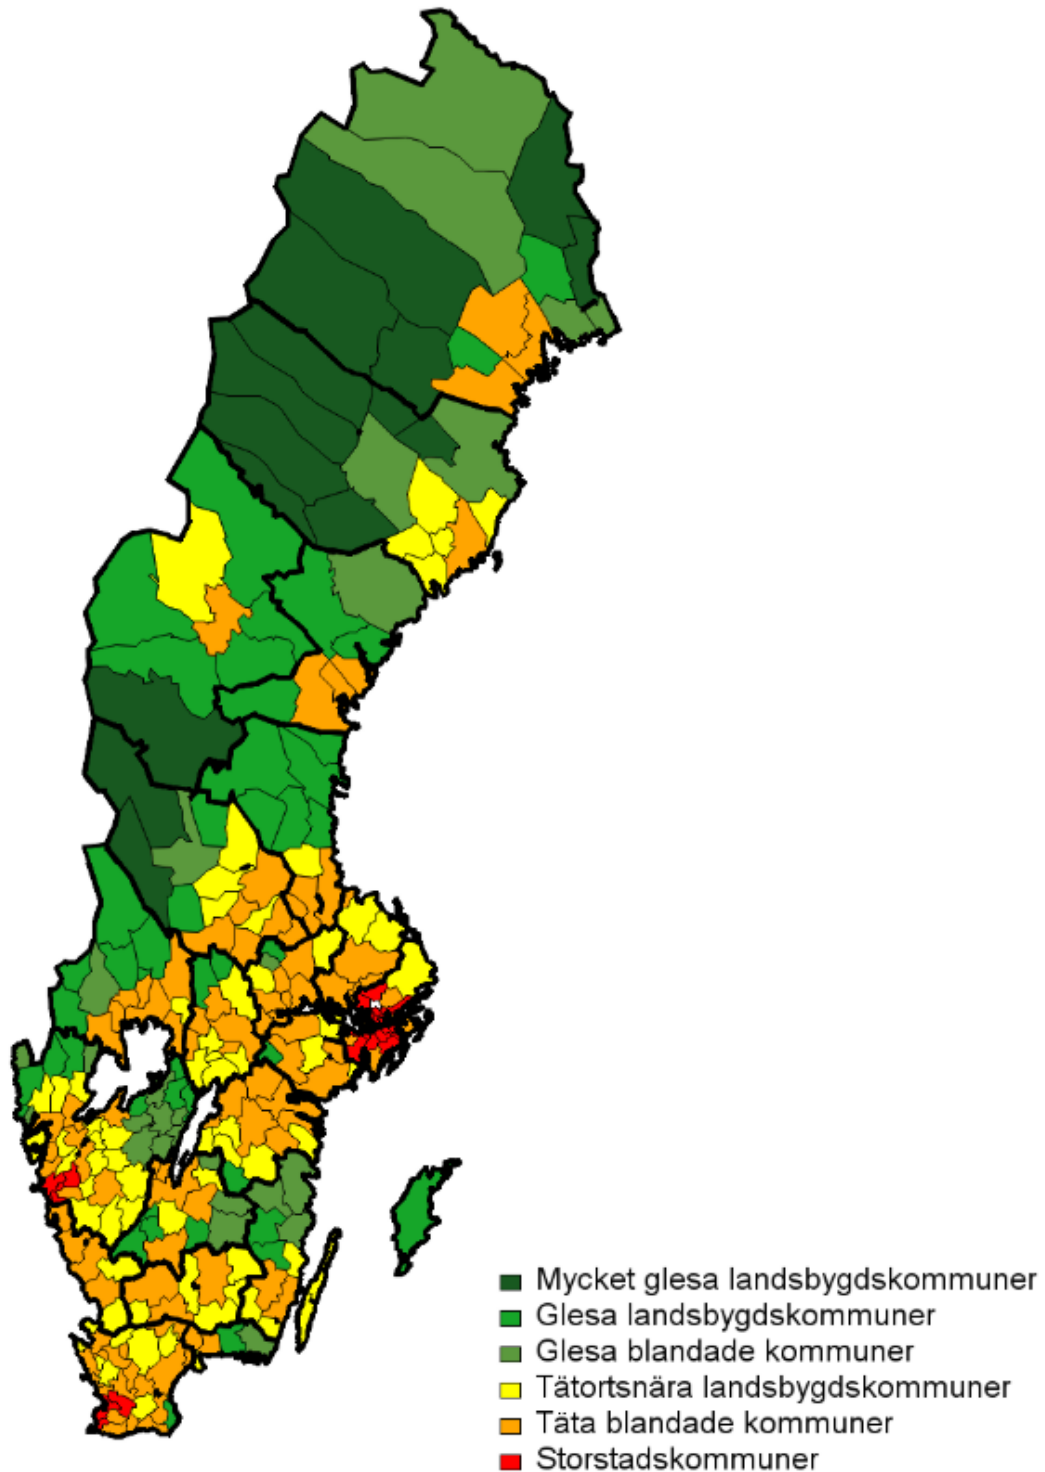 Mycket glesa landsbygdskommuner
Glesa landsbygdskommuner
Glesa blandade kommuner
Tätortsnära landsbygdskommuner
Täta blandade kommuner
Storstadskommuner